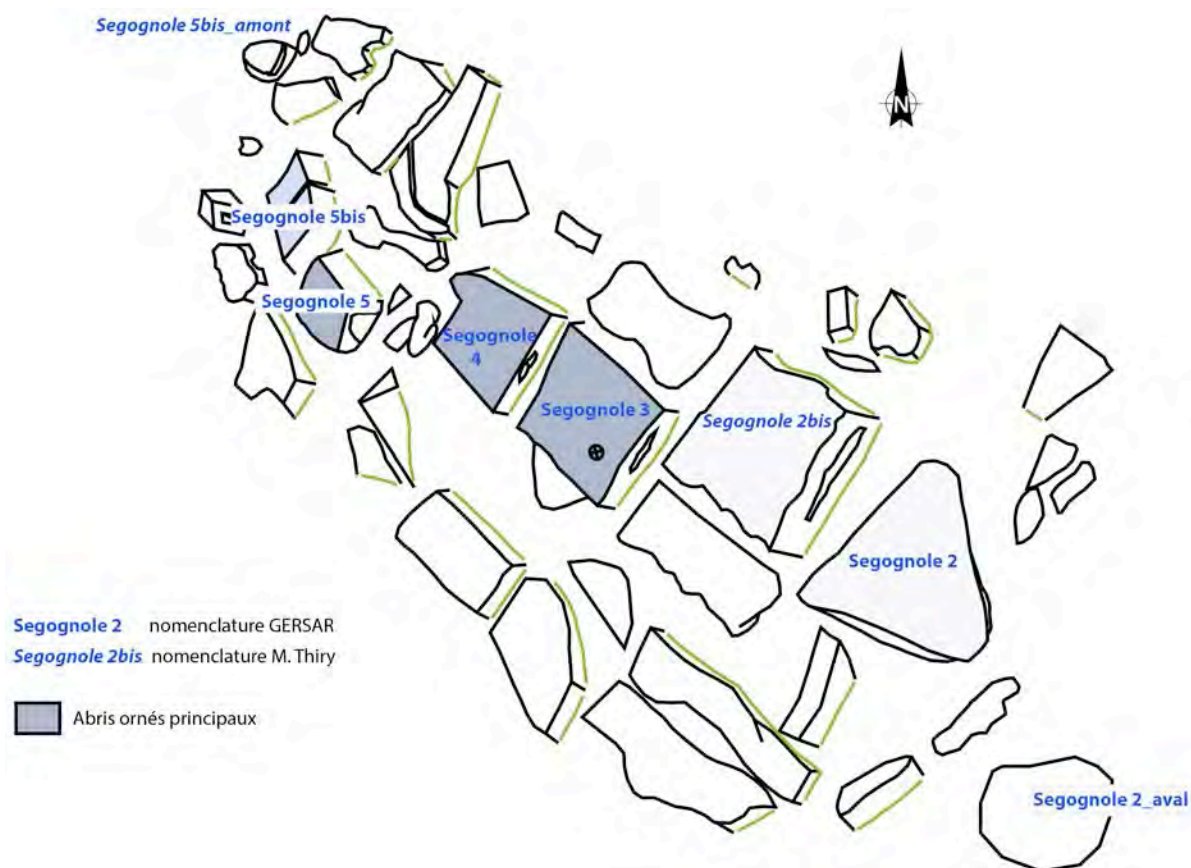 Segognole 5bis_amont
N
Segognole 5bis
Segognole 5
Segognole
4
Segognole 3
Segognole 2bis
Segognole 2
Segognole 2 nomenclature GERSAR
Segognole 2bis nomenclature M. Thiry
Abris ornés principaux
Segognole 2_aval